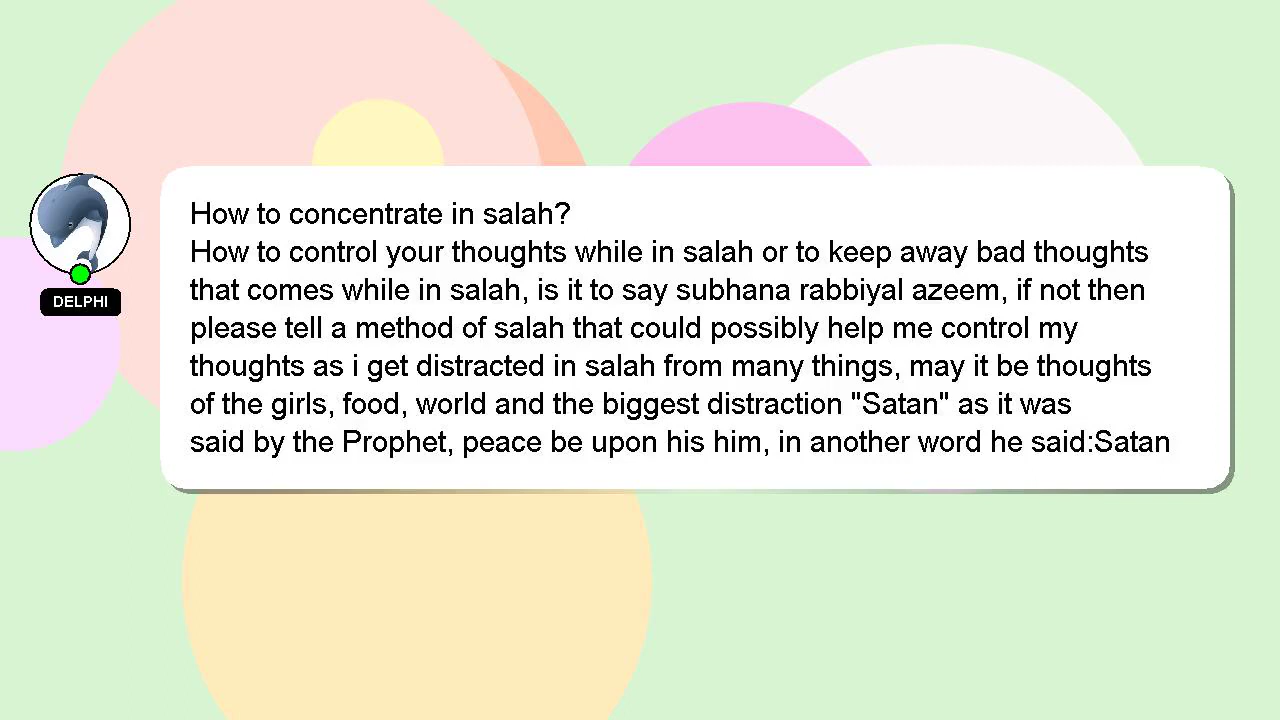 How to concentrate in salah?
How to control your thoughts while in salah or to keep away bad thoughts
that comes while in salah, is it to say subhana rabbiyal azeem, if not then
please tell a method of salah that could possibly help me control my
thoughts as i get distracted in salah from many things, may it be thoughts
of the girls, food, world and the biggest distraction "Satan" as it was
said by the Prophet, peace be upon his him, in another word he said:Satan
DELPHI